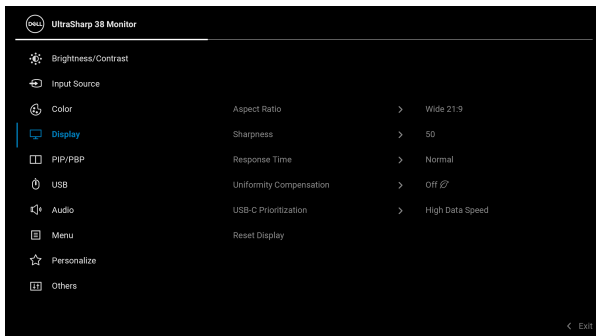 DELL UltraSharp 38 Monitor
Brightness/Contrast
Input Source
Color
Aspect Ratio > Wide 21:9
Display
Sharpness > 50
PIP/PBP
Response Time > Normal
USB
Uniformity Compensation > Off
Audio
USB-C Prioritization > High Data Speed
Menu
Reset Display
Personalize
Others
< Exit